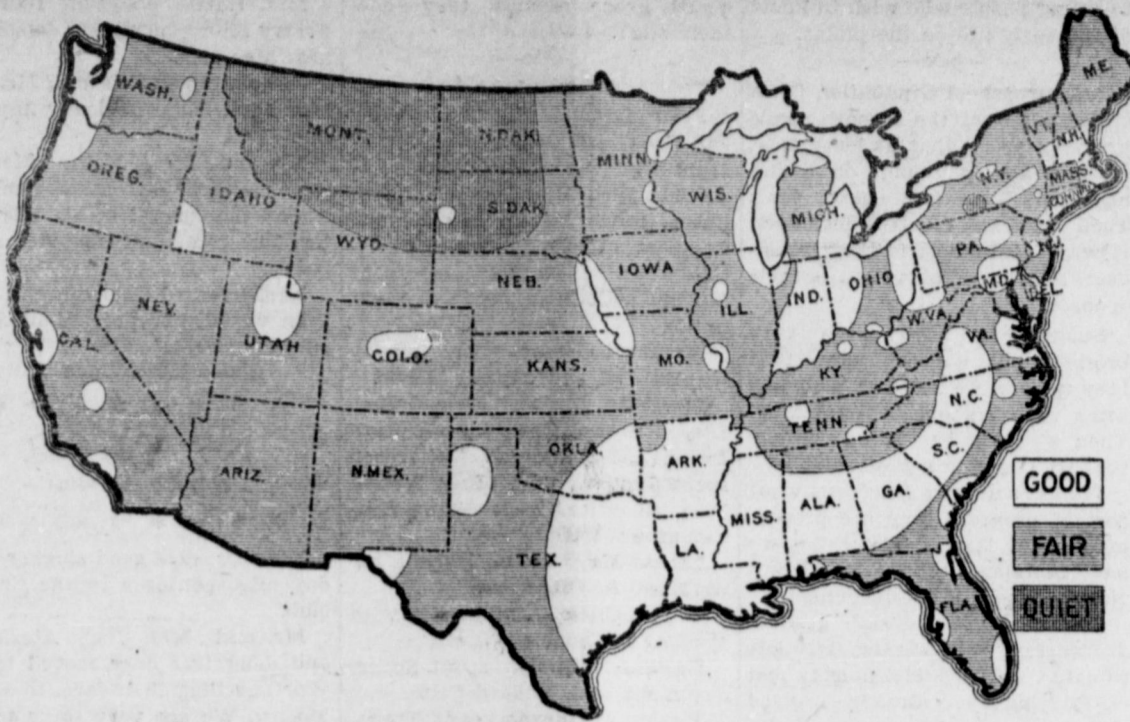 WASH.
MONT.
N.DAK.
MINN.
ME.
VT.
N.H.
OREG.
IDAHO
WIS.
N.Y.
MASS.
CONN.
S.DAK.
MICH.
WYO.
PA.
N.J.
NEB.
IOWA
IND.
OHIO
MD.
DEL.
NEV.
ILL.
W.VA.
VA.
CAL.
UTAH
COLO.
KANS.
MO.
KY.
N.C.
TENN.
OKLA.
ARIZ.
N.MEX.
ARK.
S.C.
GA.
MISS.
ALA.
TEX.
LA.
FLA.
GOOD
FAIR
QUIET